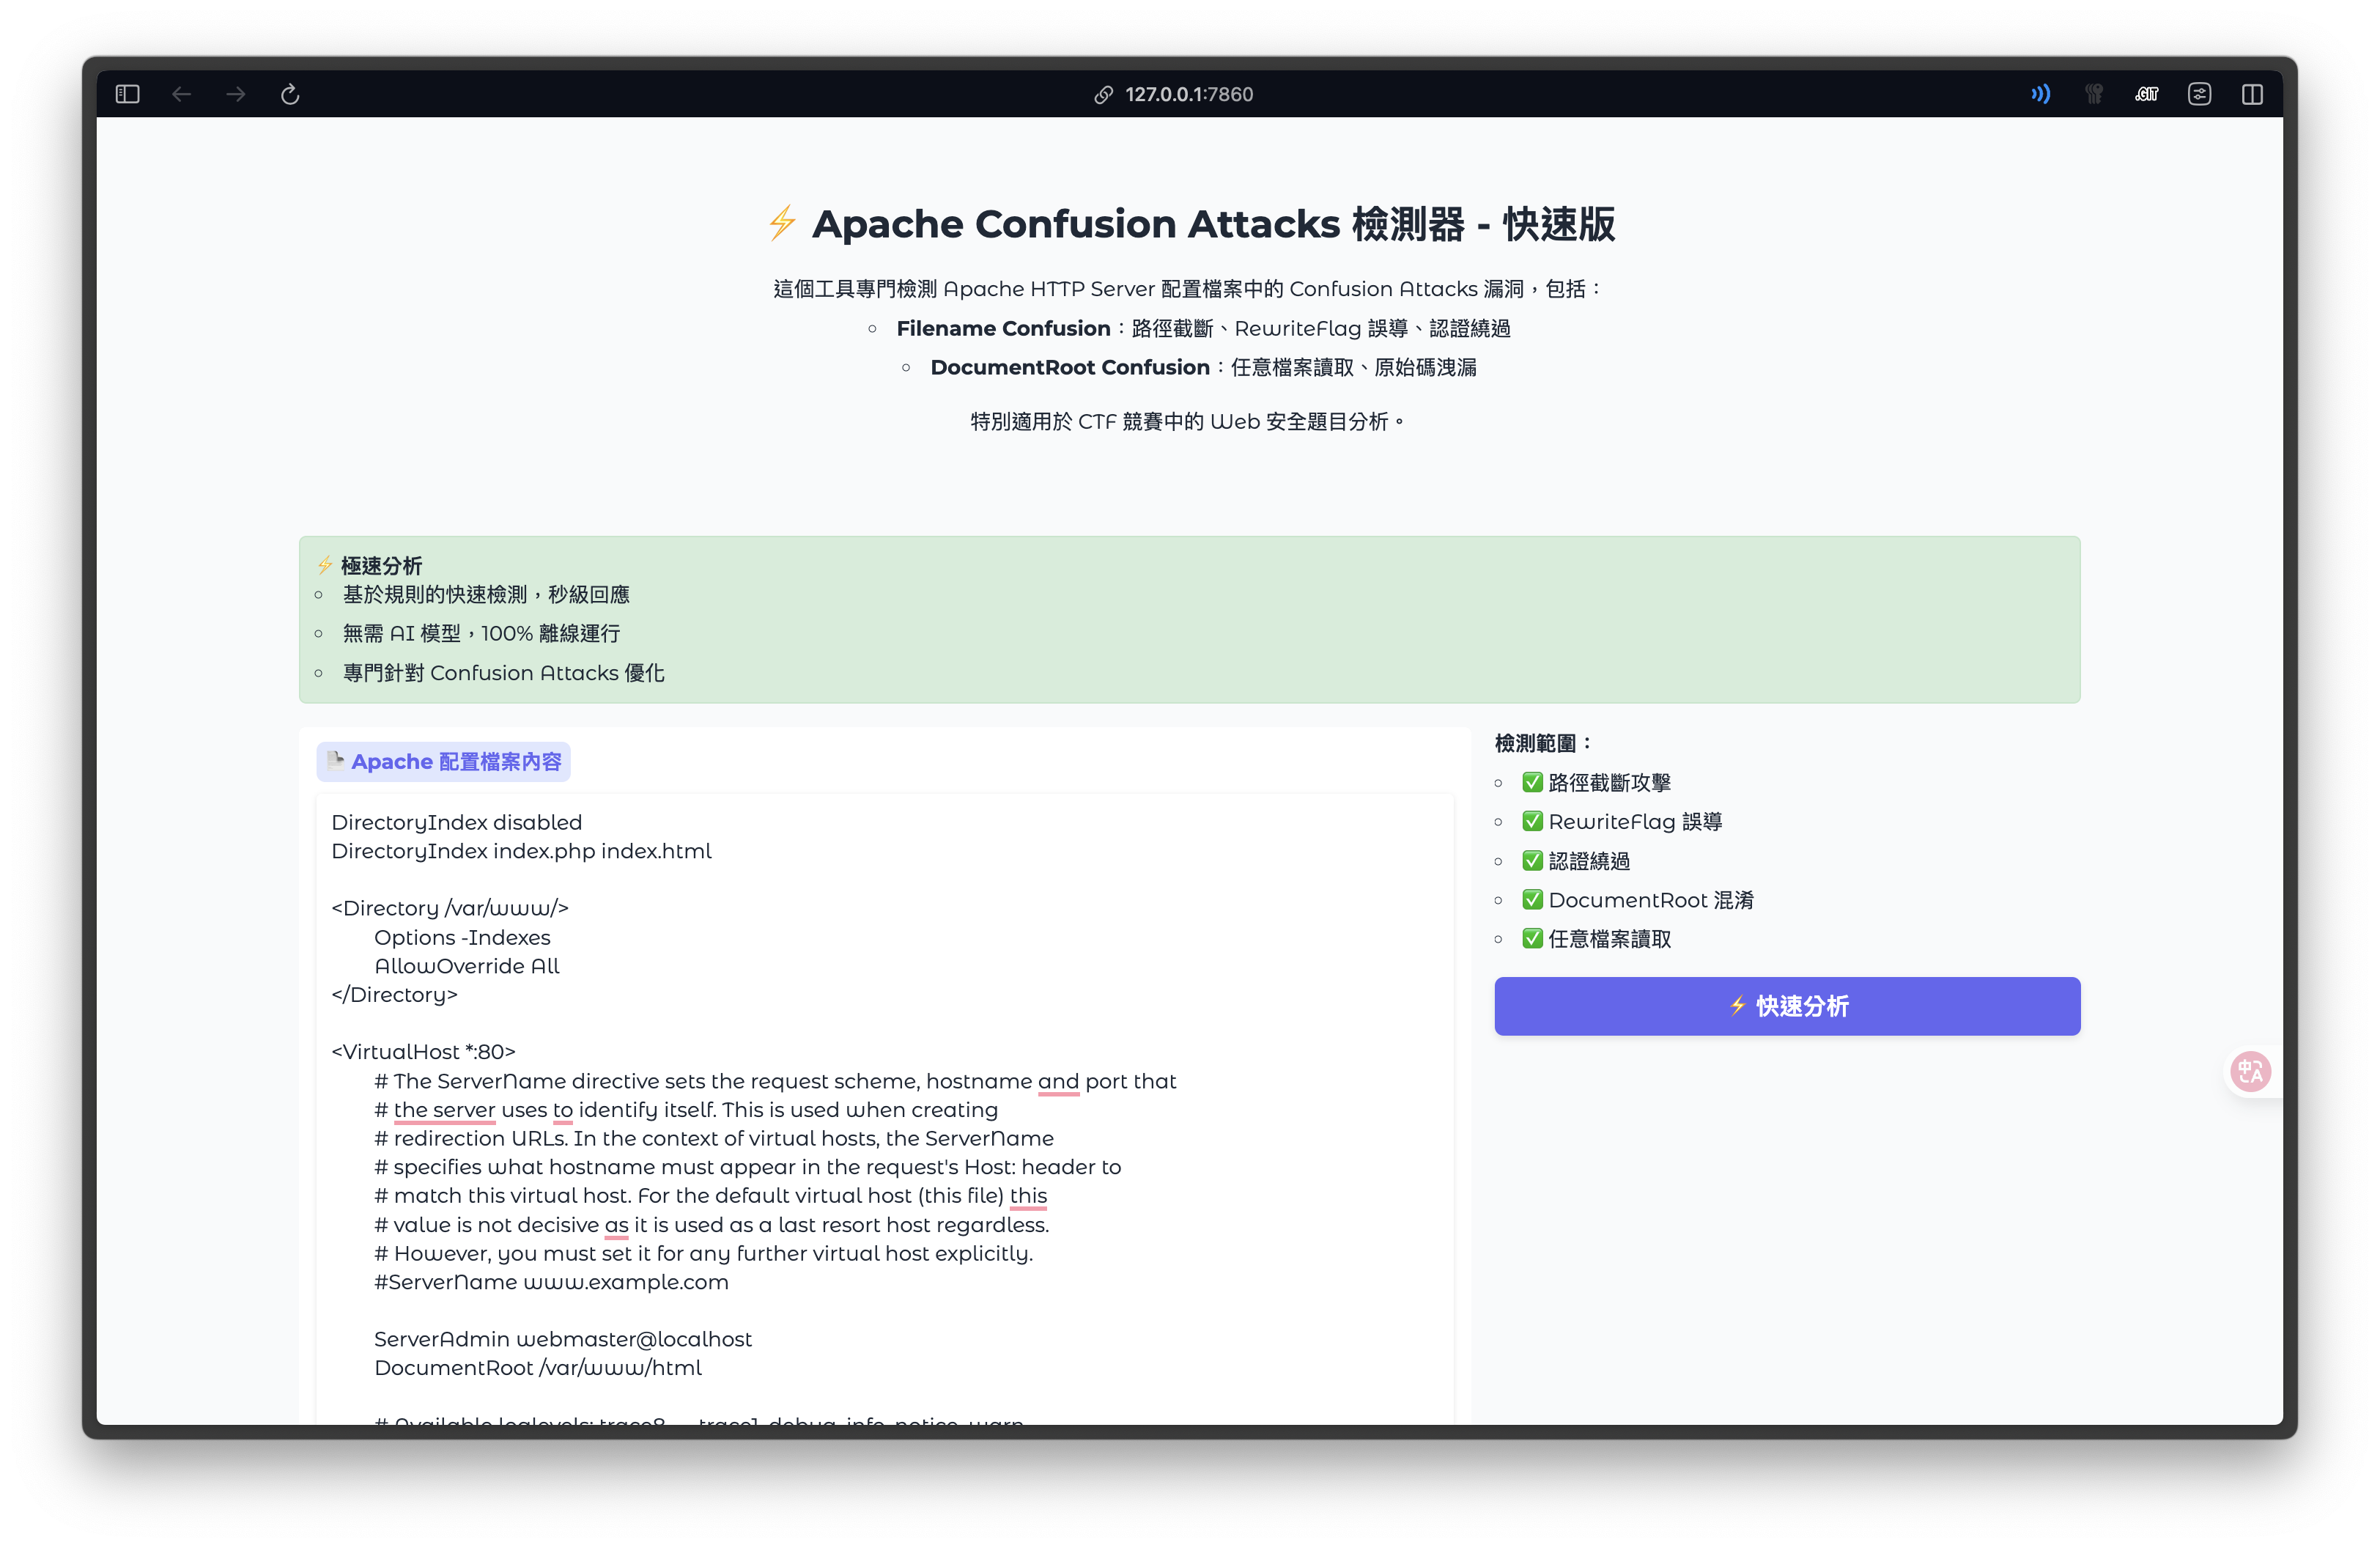 127.0.0.1:7860
.GIT
⚡ Apache Confusion Attacks 檢測器 - 快速版
這個工具專門檢測 Apache HTTP Server 配置檔案中的 Confusion Attacks 漏洞，包括：
Filename Confusion：路徑截斷、RewriteFlag 誤導、認證繞過
DocumentRoot Confusion：任意檔案讀取、原始碼洩漏
特別適用於 CTF 競賽中的 Web 安全題目分析。
⚡ 極速分析
基於規則的快速檢測，秒級回應
無需 AI 模型，100% 離線運行
專門針對 Confusion Attacks 優化
Apache 配置檔案內容
DirectoryIndex disabled
DirectoryIndex index.php index.html
<Directory /var/www/>
Options -Indexes
AllowOverride All
</Directory>
<VirtualHost *:80>
# The ServerName directive sets the request scheme, hostname and port that
# the server uses to identify itself. This is used when creating
# redirection URLs. In the context of virtual hosts, the ServerName
# specifies what hostname must appear in the request's Host: header to
# match this virtual host. For the default virtual host (this file) this
# value is not decisive as it is used as a last resort host regardless.
# However, you must set it for any further virtual host explicitly.
#ServerName www.example.com
ServerAdmin webmaster@localhost
DocumentRoot /var/www/html
# Available loglevels: trace8, ..., trace1, debug, info, notice, warn,
檢測範圍：
✅ 路徑截斷攻擊
✅ RewriteFlag 誤導
✅ 認證繞過
✅ DocumentRoot 混淆
✅ 任意檔案讀取
⚡ 快速分析
中A